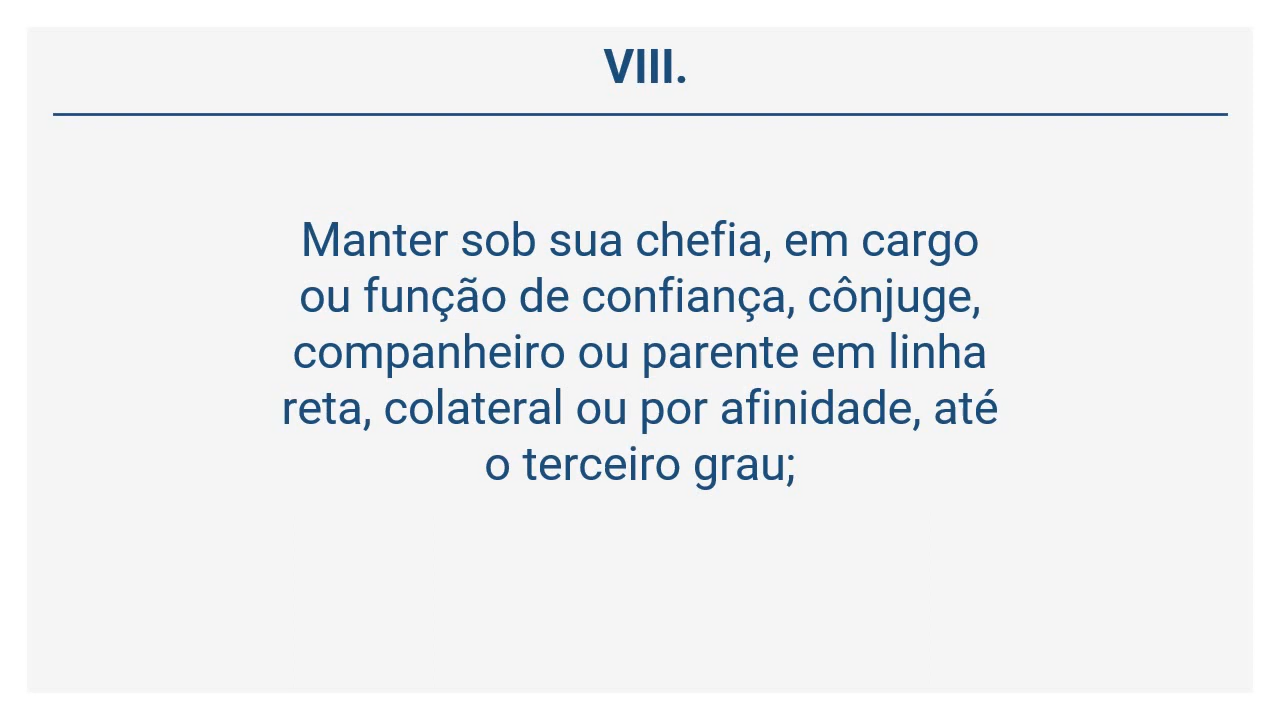 VIII.
Manter sob sua chefia, em cargo
ou função de confiança, cônjuge,
companheiro ou parente em linha
reta, colateral ou por afinidade, até
o terceiro grau;